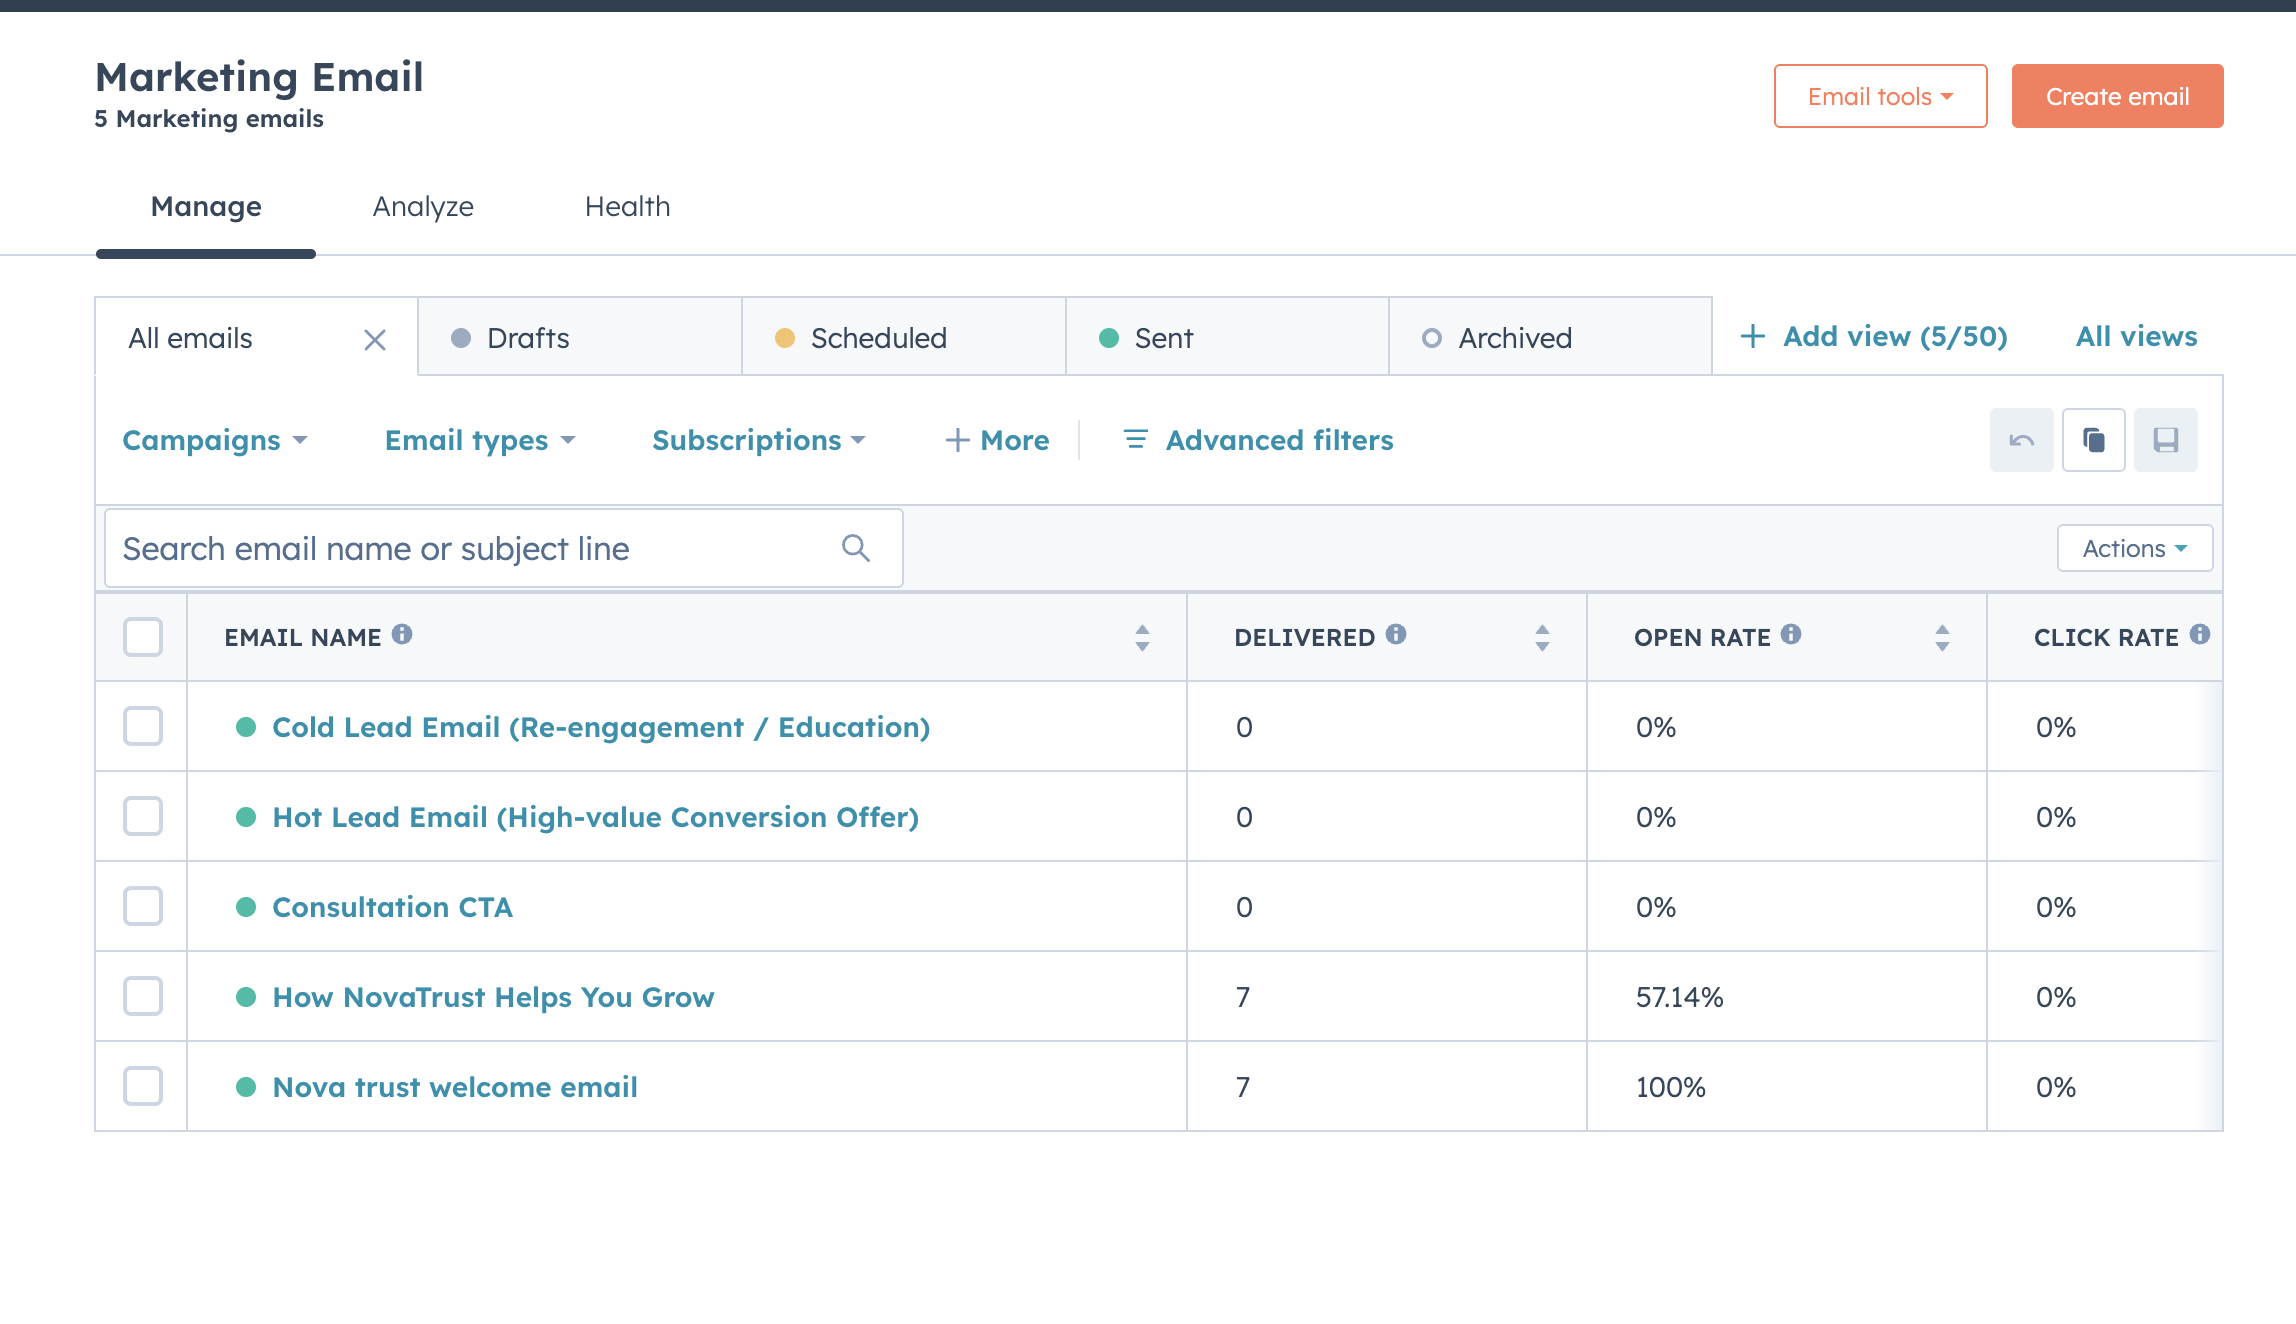 Marketing Email
5 Marketing emails
Email tools
Create email
Manage
Analyze
Health
All emails
Drafts
Scheduled
Sent
Archived
Add view (5/50)
All views
Campaigns
Email types
Subscriptions
More
Advanced filters
Search email name or subject line
Actions
EMAIL NAME DELIVERED OPEN RATE CLICK RATE
Cold Lead Email (Re-engagement / Education) 0 0% 0%
Hot Lead Email (High-value Conversion Offer) 0 0% 0%
Consultation CTA 0 0% 0%
How NovaTrust Helps You Grow 7 57.14% 0%
Nova trust welcome email 7 100% 0%